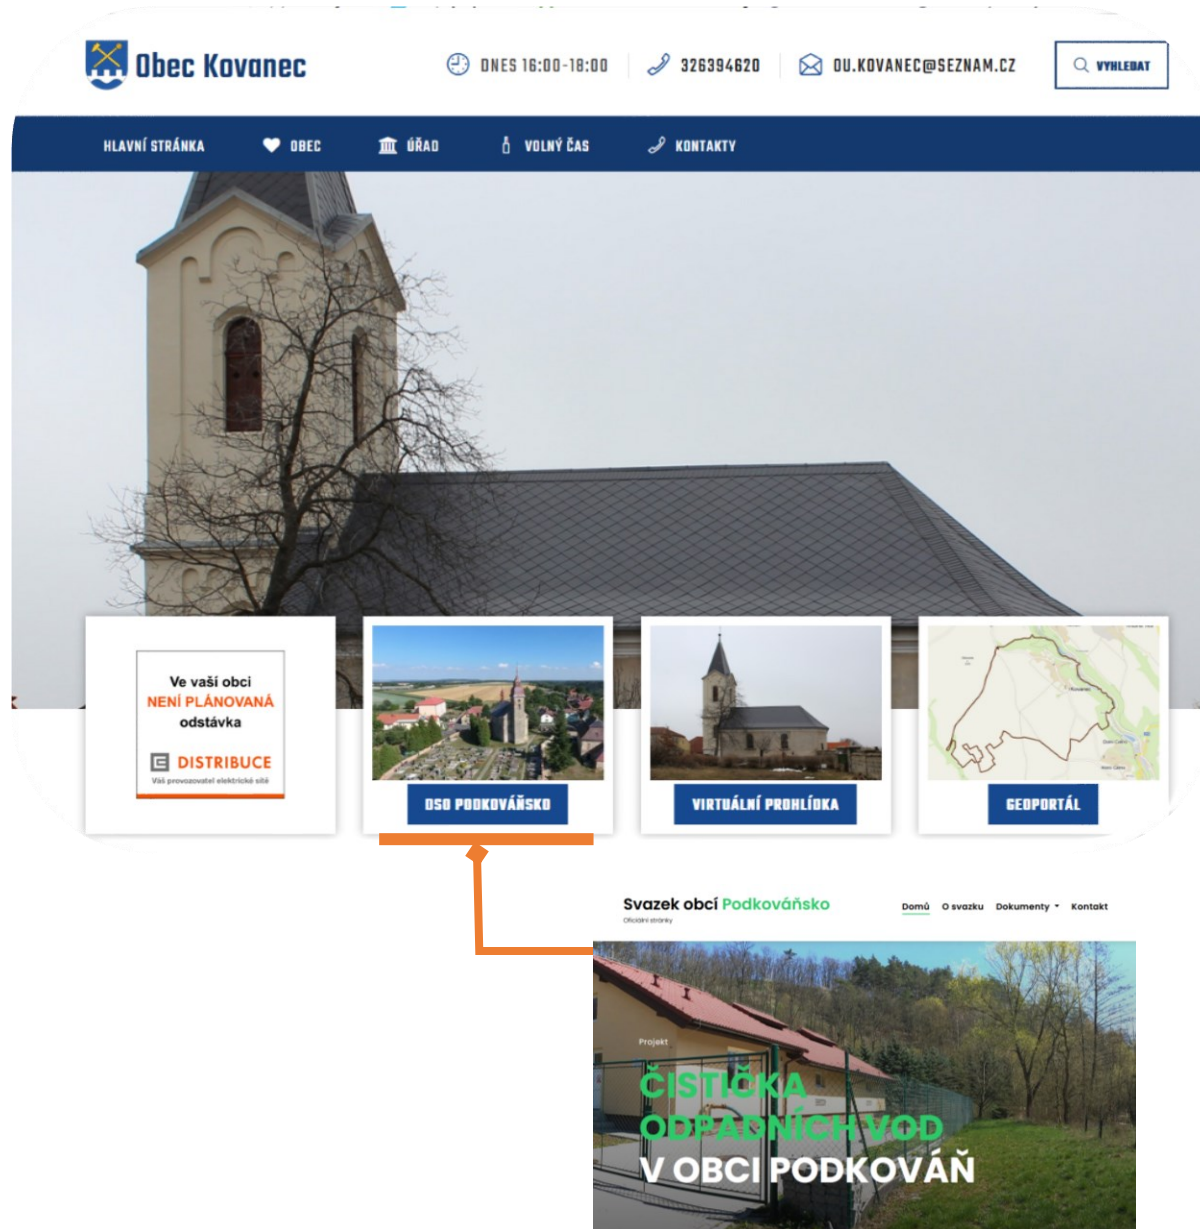 Obec Kovanec
DNES 16:00-18:00
326394620
OU.KOVANEC@SEZNAM.CZ
VYHLEDAT
HLAVNÍ STRÁNKA
OBEC
ÚŘAD
VOLNÝ ČAS
KONTAKTY
Ve vaší obci
NENÍ PLÁNOVANÁ
odstávka
DISTRIBUCE
Váš provozovatel elektrické sítě
DSO PODKOVÁŇSKO
VIRTUÁLNÍ PROHLÍDKA
Kovanec
GEOPORTÁL
Svazek obcí Podkováňsko
Oficiální stránky
Domů
O svazku
Dokumenty
Kontakt
Projekt
ČISTIČKA
ODPADNÍCH VOD
V OBCI PODKOVÁŇ